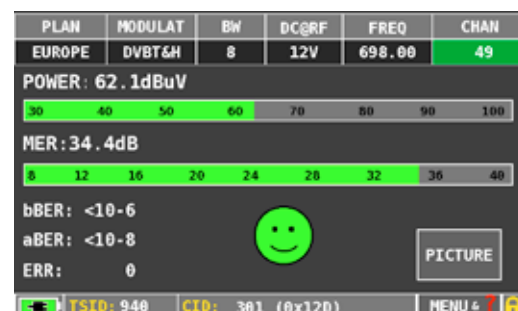 PLAN MODULAT BW DC@RF FREQ CHAN
EUROPE DVBT&H 8 12V 698.00 49
POWER: 62.1dBuV
30 40 50 60 70 80 90 100
MER:34.4dB
8 12 16 20 24 28 32 36 40
bBER: <10-6
aBER: <10-8
PICTURE
ERR: 0
TSID: 940 CID: 301 (0x12D) MENU& ?